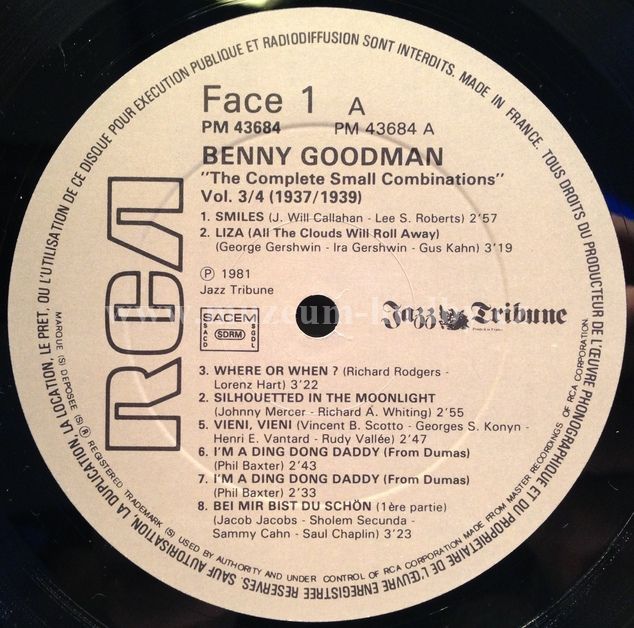 Face 1 A
PM 43684 PM 43684 A
BENNY GOODMAN
"The Complete Small Combinations"
Vol. 3/4 (1937/1939)
1. SMILES (J. Will Callahan - Lee S. Roberts) 2'57
2. LIZA (All The Clouds Will Roll Away)
(George Gershwin - Ira Gershwin - Gus Kahn) 3'19
℗ 1981
Jazz Tribune
SACEM
SACD SDRM SGDL
Jazz Tribune
RCA
3. WHERE OR WHEN ? (Richard Rodgers -
Lorenz Hart) 3'22
2. SILHOUETTED IN THE MOONLIGHT
(Johnny Mercer - Richard A. Whiting) 2'55
5. VIENI, VIENI (Vincent B. Scotto - Georges S. Konyn -
Henri E. Vantard - Rudy Vallée) 2'47
6. I'M A DING DONG DADDY (From Dumas)
(Phil Baxter) 2'43
7. I'M A DING DONG DADDY (From Dumas)
(Phil Baxter) 2'33
8. BEI MIR BIST DU SCHÖN (1ère partie)
(Jacob Jacobs - Sholem Secunda -
Sammy Cahn - Saul Chaplin) 3'23
MADE IN FRANCE. TOUS DROITS DU PRODUCTEUR DE L'ŒUVRE PHONOGRAPHIQUE ET DU PROPRIETAIRE DE L'ŒUVRE ENREGISTREE RESERVES. SAUF AUTORISATION, LA DUPLICATION, LA LOCATION, LE PRET, OU L'UTILISATION DE CE DISQUE POUR EXECUTION PUBLIQUE ET RADIODIFFUSION SONT INTERDITS.
MARQUE (S) DEPOSEE (S) ® REGISTERED TRADEMARK (S) USED BY AUTHORITY AND UNDER CONTROL OF RCA CORPORATION MADE FROM MASTER RECORDINGS OF RCA CORPORATION.